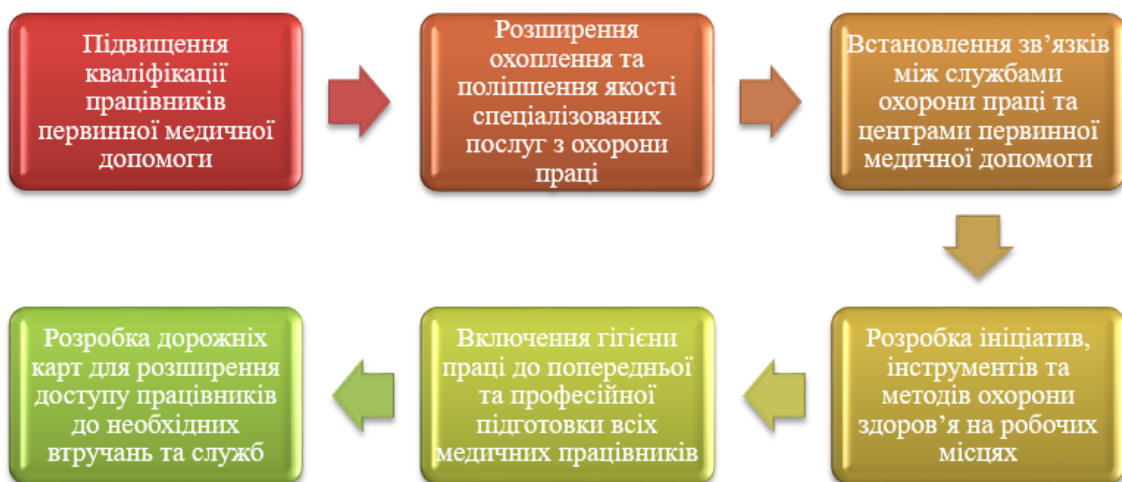 Підвищення
кваліфікації
працівників
первинної медичної
допомоги
Розширення
охоплення та
поліпшення якості
спеціалізованих
послуг з охорони
праці
Встановлення зв’язків
між службами
охорони праці та
центрами первинної
медичної допомоги
Розробка ініціатив,
інструментів та
методів охорони
здоров’я на робочих
місцях
Включення гігієни
праці до попередньої
та професійної
підготовки всіх
медичних працівників
Розробка дорожніх
карт для розширення
доступу працівників
до необхідних
втручань та служб